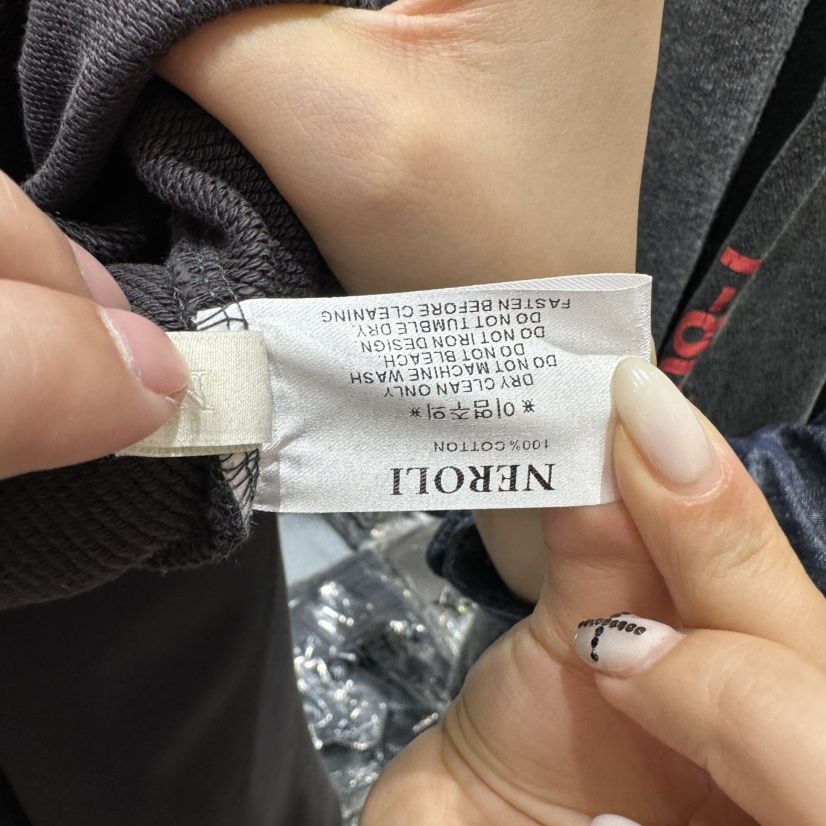 NEROLI
100% COTTON
※이염주의※
DRY CLEAN ONLY
DO NOT MACHINE WASH
DO NOT BLEACH.
DO NOT IRON DESIGN.
DO NOT TUMBLE DRY.
FASTEN BEFORE CLEANING
N